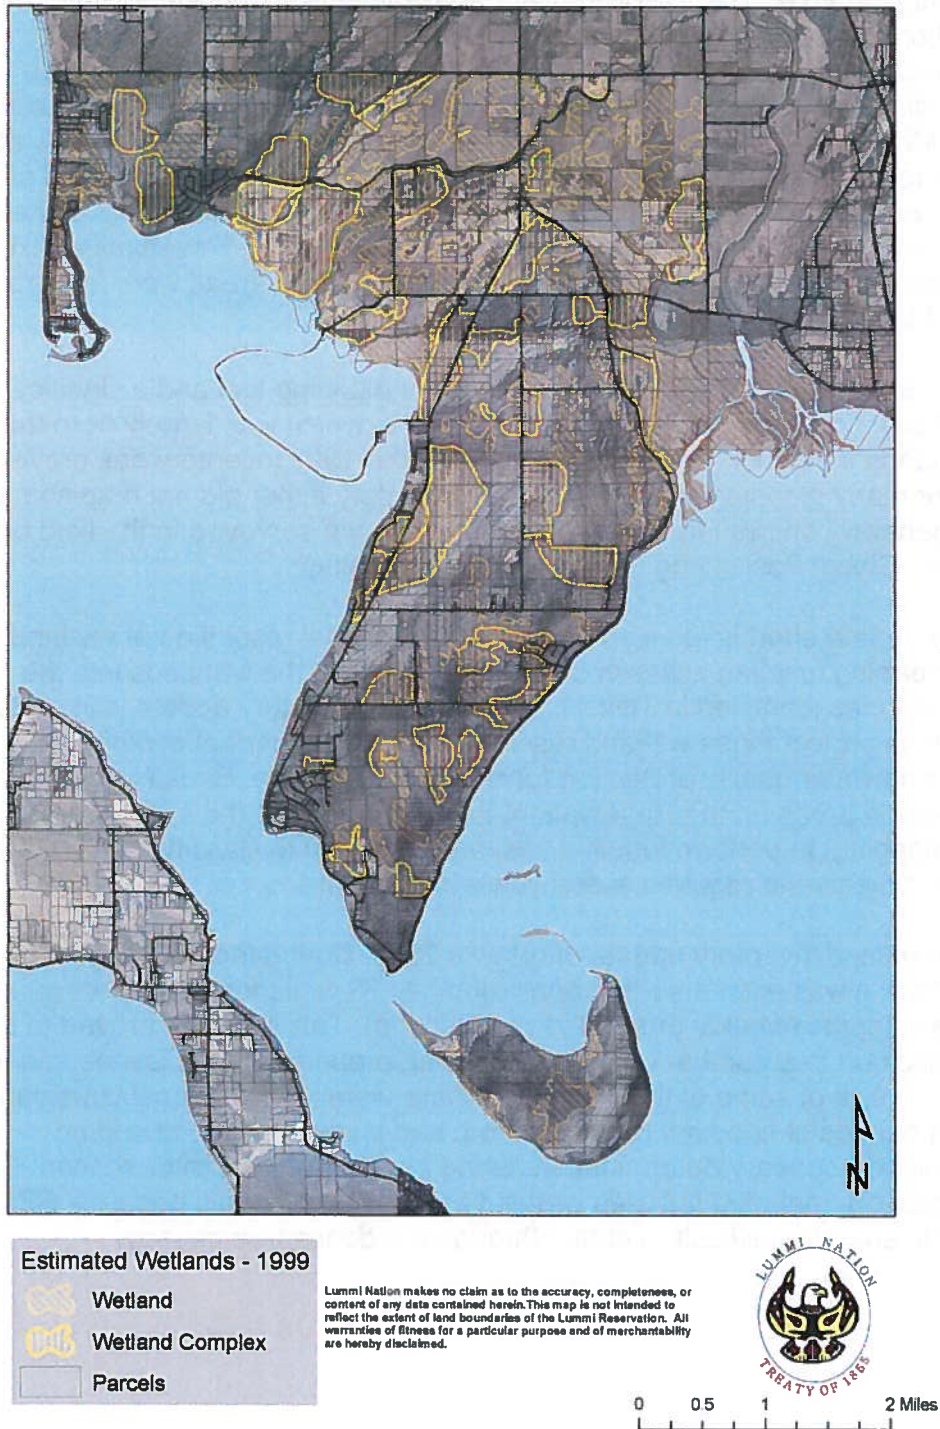 N
Estimated Wetlands - 1999
Wetland
Wetland Complex
Parcels
Lummi Nation makes no claim as to the accuracy, completeness, or
content of any data contained herein.This map is not intended to
reflect the extent of land boundaries of the Lummi Reservation. All
warranties of fitness for a particular purpose and of merchantability
are hereby disclaimed.
LUMMI NATION
TREATY OF 1855
0 0.5 1 2 Miles